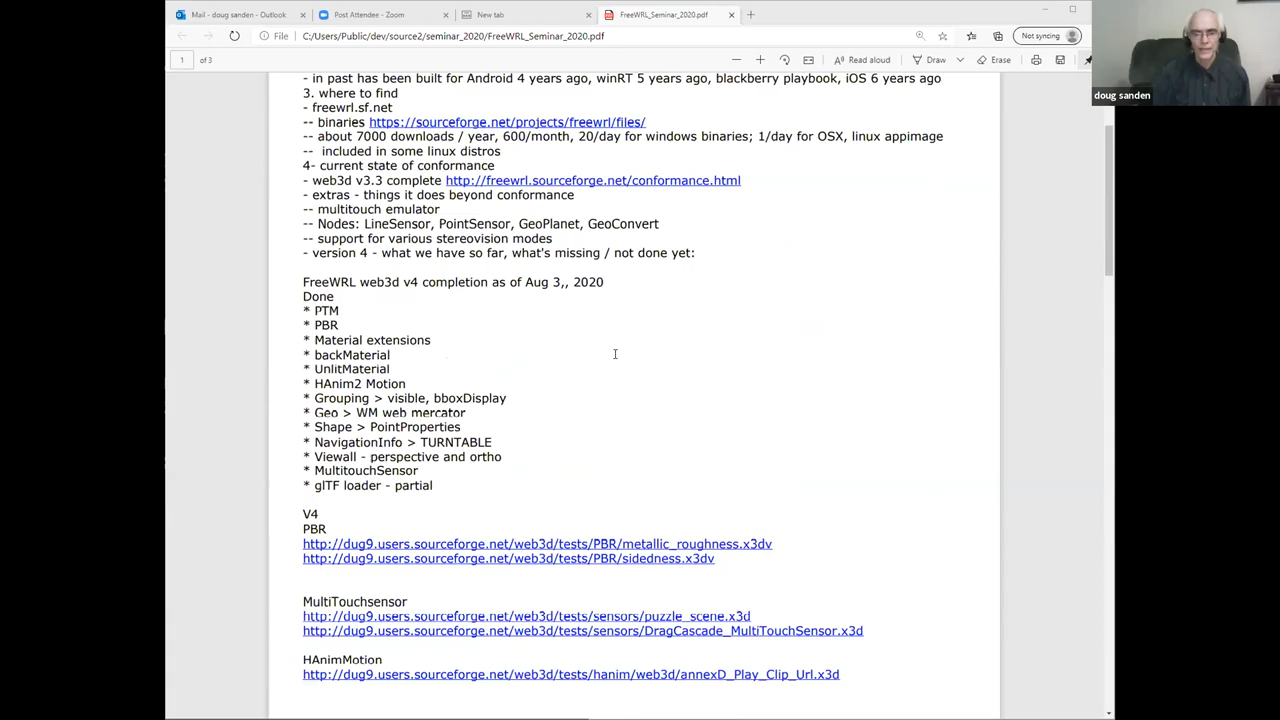 Mail - doug sanden - Outlook
Post Attendee - Zoom
New tab
FreeWRL_Seminar_2020.pdf
File
C:/Users/Public/dev/source2/seminar_2020/FreeWRL_Seminar_2020.pdf
Not syncing
1 of 3
Read aloud
Draw
Erase
doug sanden
- in past has been built for Android 4 years ago, winRT 5 years ago, blackberry playbook, iOS 6 years ago
3. where to find
- freewrl.sf.net
-- binaries https://sourceforge.net/projects/freewrl/files/
-- about 7000 downloads / year, 600/month, 20/day for windows binaries; 1/day for OSX, linux appimage
-- included in some linux distros
4- current state of conformance
- web3d v3.3 complete http://freewrl.sourceforge.net/conformance.html
- extras - things it does beyond conformance
-- multitouch emulator
-- Nodes: LineSensor, PointSensor, GeoPlanet, GeoConvert
-- support for various stereovision modes
- version 4 - what we have so far, what's missing / not done yet:
FreeWRL web3d v4 completion as of Aug 3,, 2020
Done
* PTM
* PBR
* Material extensions
* backMaterial
* UnlitMaterial
* HAnim2 Motion
* Grouping > visible, bboxDisplay
* Geo > WM web mercator
* Shape > PointProperties
* NavigationInfo > TURNTABLE
* Viewall - perspective and ortho
* MultitouchSensor
* glTF loader - partial
V4
PBR
http://dug9.users.sourceforge.net/web3d/tests/PBR/metallic_roughness.x3dv
http://dug9.users.sourceforge.net/web3d/tests/PBR/sidedness.x3dv
MultiTouchsensor
http://dug9.users.sourceforge.net/web3d/tests/sensors/puzzle_scene.x3d
http://dug9.users.sourceforge.net/web3d/tests/sensors/DragCascade_MultiTouchSensor.x3d
HAnimMotion
http://dug9.users.sourceforge.net/web3d/tests/hanim/web3d/annexD_Play_Clip_Url.x3d